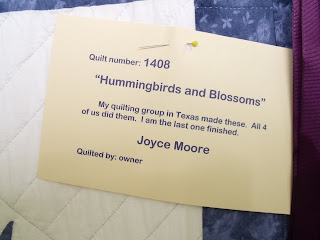 Quilt number: 1408
“Hummingbirds and Blossoms”
My quilting group in Texas made these. All 4
of us did them. I am the last one finished.
Joyce Moore
Quilted by: owner